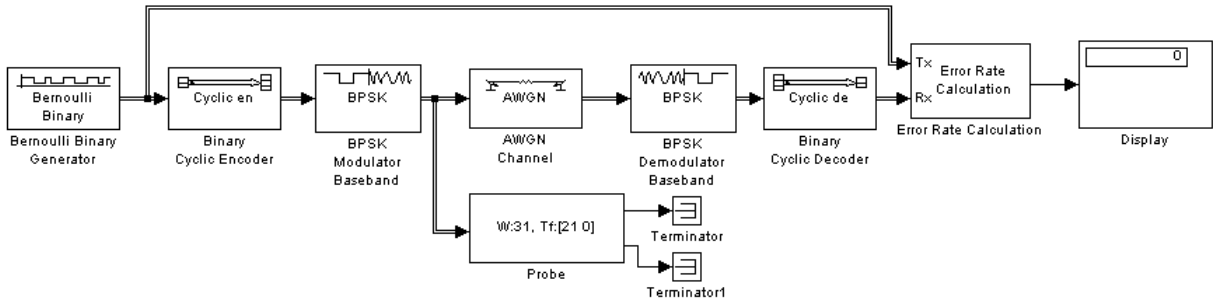 Bernoulli
Binary
Bernoulli Binary
Generator
Cyclic en
Binary
Cyclic Encoder
BPSK
BPSK
Modulator
Baseband
AWGN
AWGN
Channel
BPSK
BPSK
Demodulator
Baseband
Cyclic de
Binary
Cyclic Decoder
Tx
Rx
Error Rate
Calculation
Error Rate Calculation
0
Display
W:31, Tf:[21 0]
Probe
Terminator
Terminator1